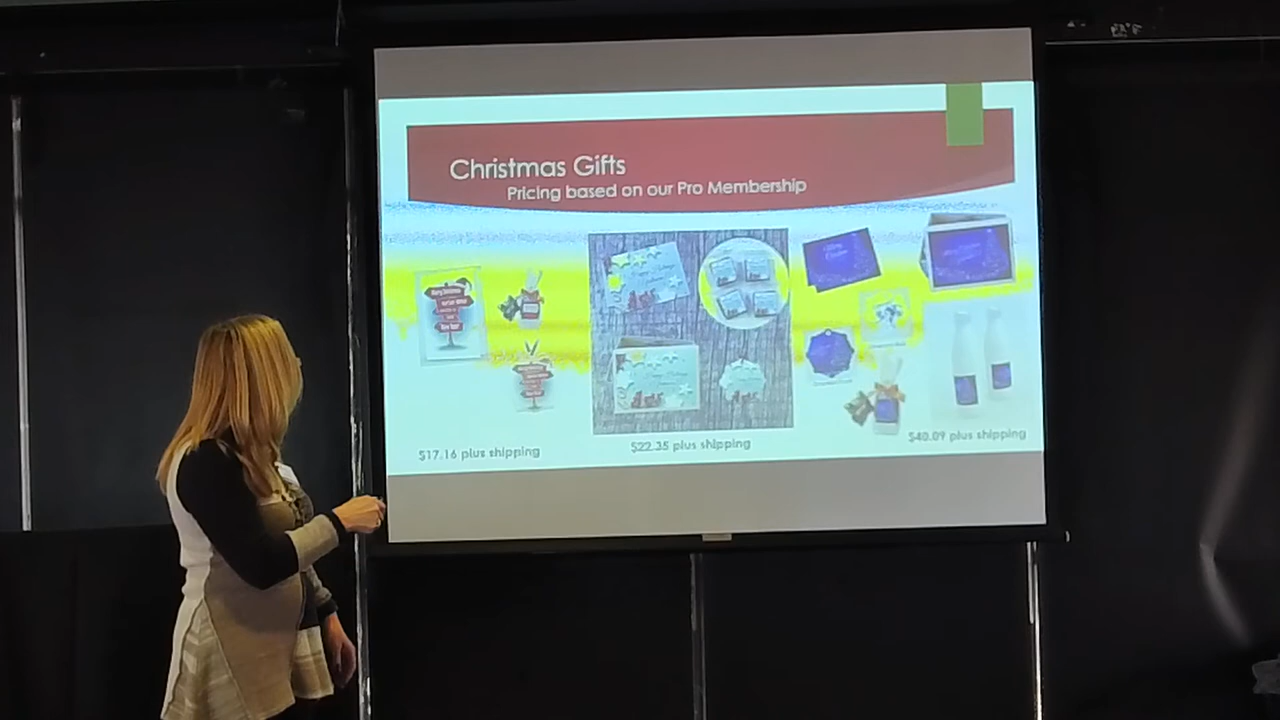 Christmas Gifts
Pricing based on our Pro Membership
$17.16 plus shipping
$22.35 plus shipping
$40.09 plus shipping